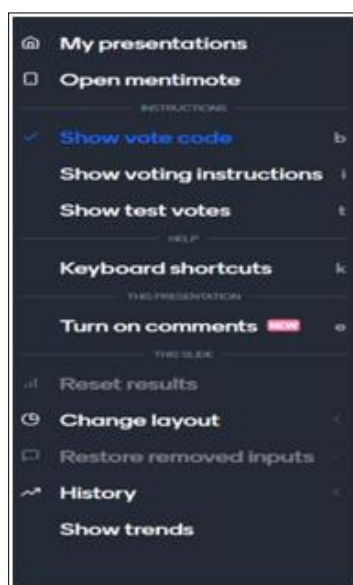 My presentations
Open mentimote
INSTRUCTIONS
Show vote code b
Show voting instructions i
Show test votes t
HELP
Keyboard shortcuts k
THIS PRESENTATION
Turn on comments NEW e
THIS SLIDE
Reset results
Change layout
Restore removed inputs
History
Show trends